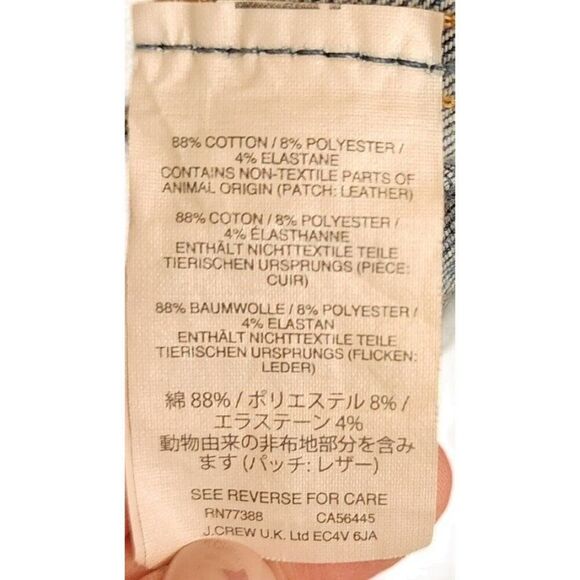 88% COTTON / 8% POLYESTER /
4% ELASTANE
CONTAINS NON-TEXTILE PARTS OF
ANIMAL ORIGIN (PATCH: LEATHER)
88% COTON / 8% POLYESTER /
4% ÉLASTHANNE
ENTHÄLT NICHTTEXTILE TEILE
TIERISCHEN URSPRUNGS (PIÈCE:
CUIR)
88% BAUMWOLLE / 8% POLYESTER /
4% ELASTAN
ENTHÄLT NICHTTEXTILE TEILE
TIERISCHEN URSPRUNGS (FLICKEN:
LEDER)
綿 88% / ポリエステル 8% /
エラステーン 4%
動物由来の非布地部分を含み
ます (パッチ: レザー)
SEE REVERSE FOR CARE
RN77388 CA56445
J.CREW U.K. Ltd EC4V 6JA